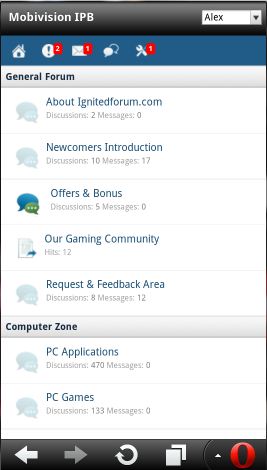 Mobivision IPB
Alex
2
1
1
General Forum
About Ignitedforum.com
Discussions: 2 Messages: 0
Newcomers Introduction
Discussions: 10 Messages: 17
Offers & Bonus
Discussions: 5 Messages: 0
Our Gaming Community
Hits: 12
Request & Feedback Area
Discussions: 8 Messages: 12
Computer Zone
PC Applications
Discussions: 470 Messages: 0
PC Games
Discussions: 133 Messages: 0